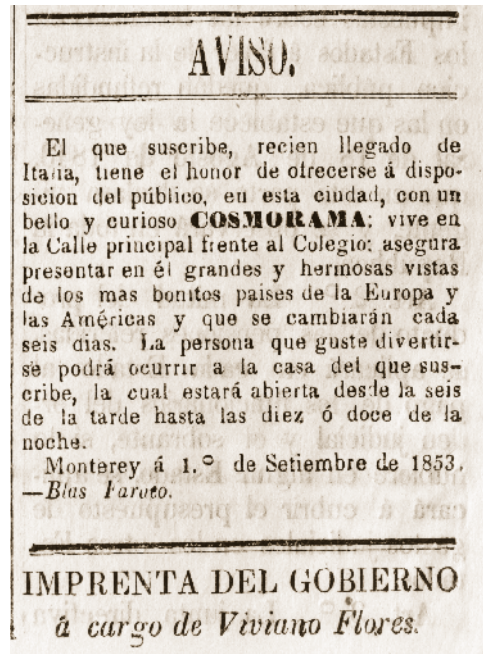 AVISO.
El que suscribe, recien llegado de
Italia, tiene el honor de ofrecerse á dispo-
sicion del público, en esta ciudad, con un
bello y curioso COSMORAMA: vive en
la Calle principal frente al Colegio: asegura
presentar en él grandes y hermosas vistas
de los mas bonitos paises de la Europa y
las Américas y que se cambiarán cada
seis dias. La persona que guste divertir-
se podrá ocurrir a la casa del que sus-
cribe, la cual estará abierta desde la seis
de la tarde hasta las diez ó doce de la
noche.
Monterey á 1.º de Setiembre de 1853.
—Blas Faroto.
IMPRENTA DEL GOBIERNO
á cargo de Viviano Flores.